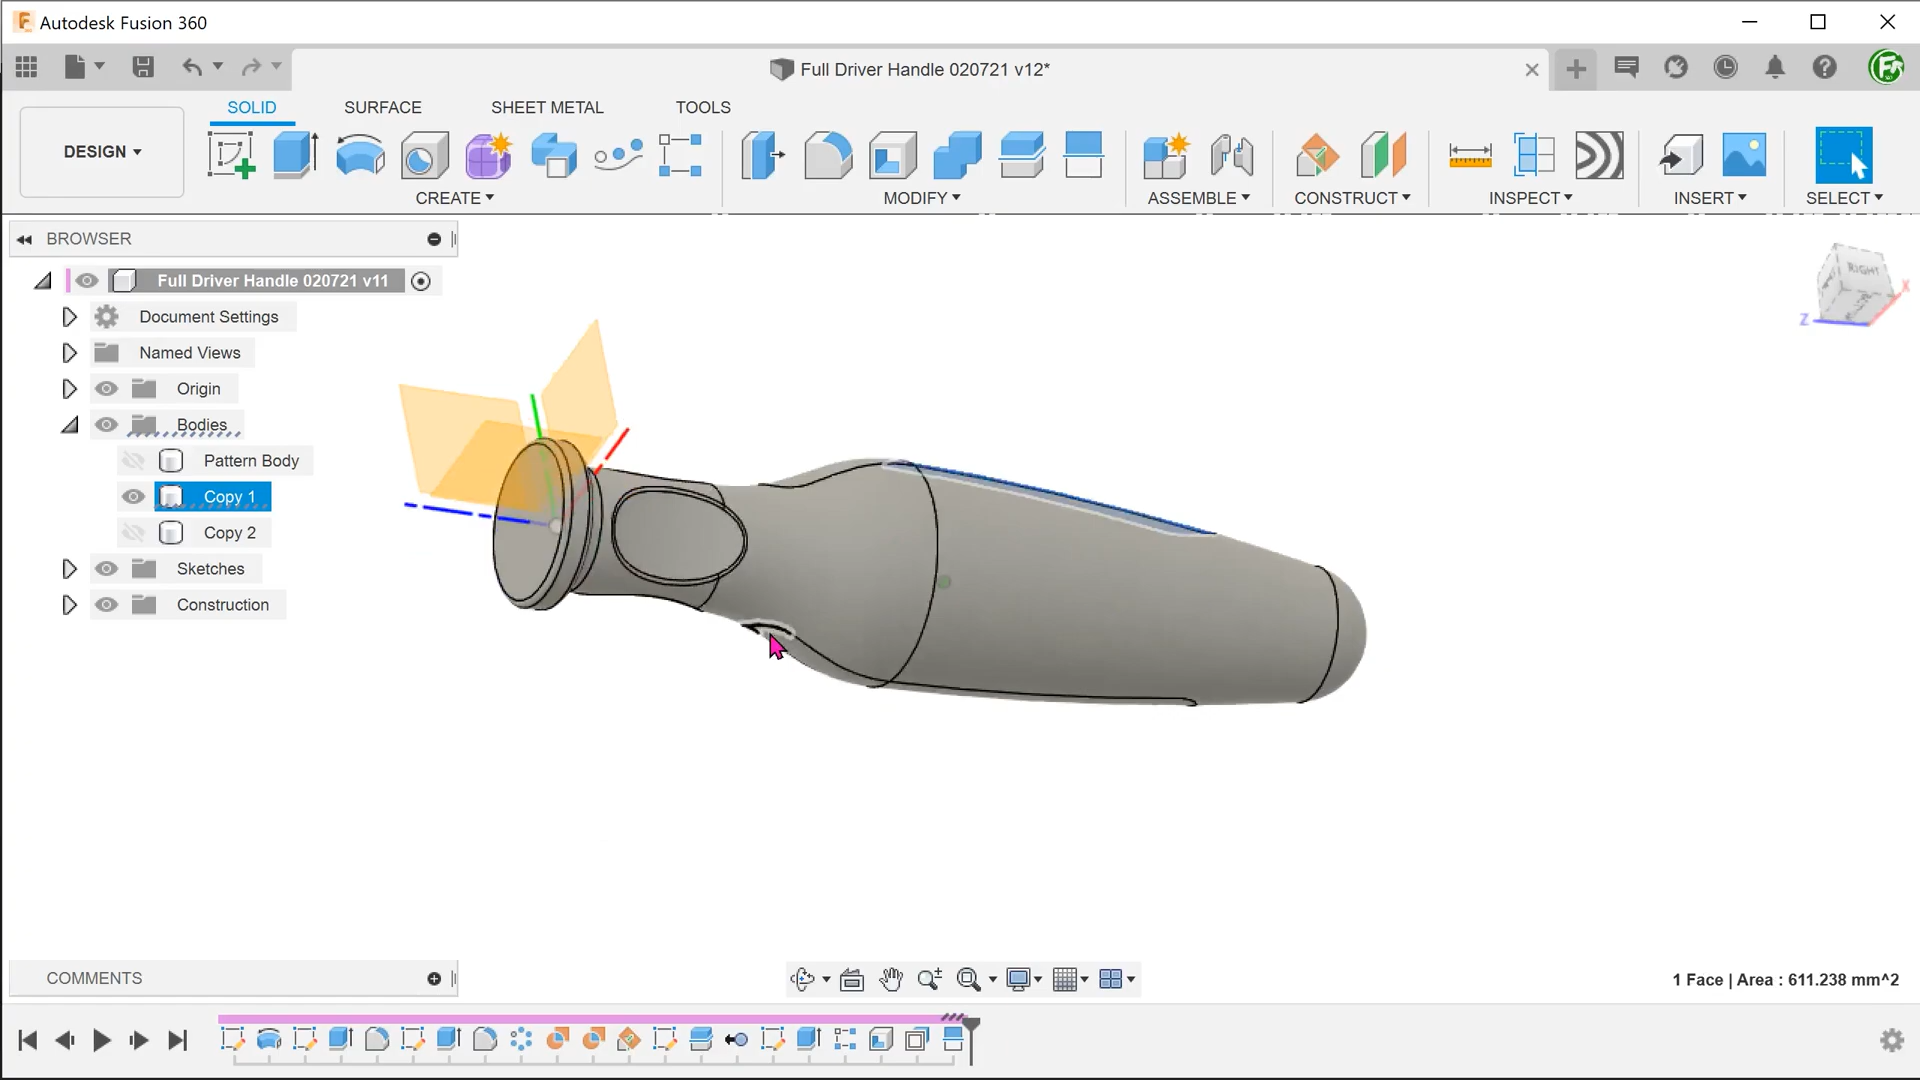 Autodesk Fusion 360
Full Driver Handle 020721 v12*
SOLID SURFACE SHEET METAL TOOLS
DESIGN
CREATE MODIFY ASSEMBLE CONSTRUCT INSPECT INSERT SELECT
BROWSER
Full Driver Handle 020721 v11
Document Settings
Named Views
Origin
Bodies
Pattern Body
Copy 1
Copy 2
Sketches
Construction
RIGHT
X
Z
COMMENTS
1 Face | Area : 611.238 mm^2